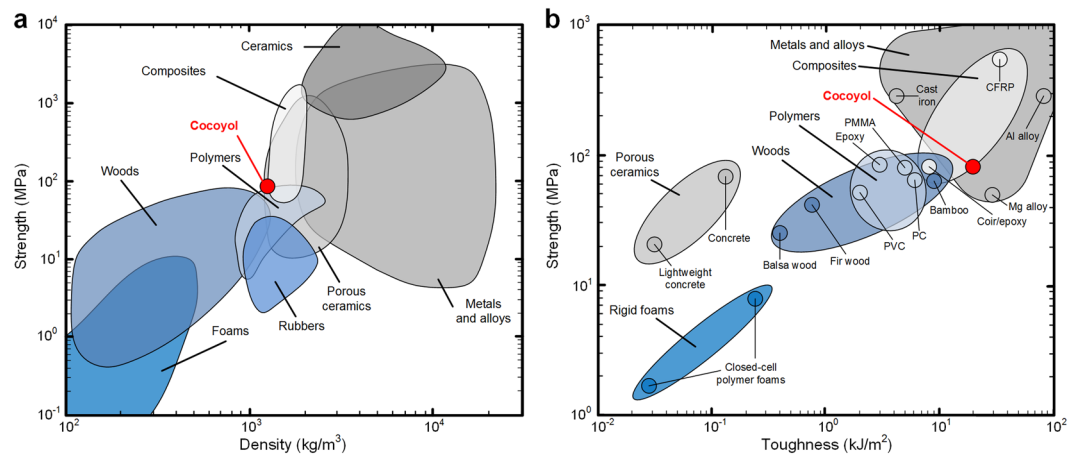 a
Strength (MPa)
10⁴
10³
10²
10¹
10⁰
10⁻¹
Ceramics
Composites
Cocoyol
Polymers
Woods
Foams
Rubbers
Porous
ceramics
Metals
and alloys
10²
10³
10⁴
Density (kg/m³)
b
Strength (MPa)
10³
10²
10¹
10⁰
Metals and alloys
Composites
Cocoyol
CFRP
Cast
iron
Al alloy
Polymers
PMMA
Epoxy
Woods
Porous
ceramics
Concrete
Lightweight
concrete
Balsa wood
Fir wood
PVC
PC
Bamboo
Coir/epoxy
Mg alloy
Rigid foams
Closed-cell
polymer foams
10⁻²
10⁻¹
10⁰
10¹
10²
Toughness (kJ/m²)